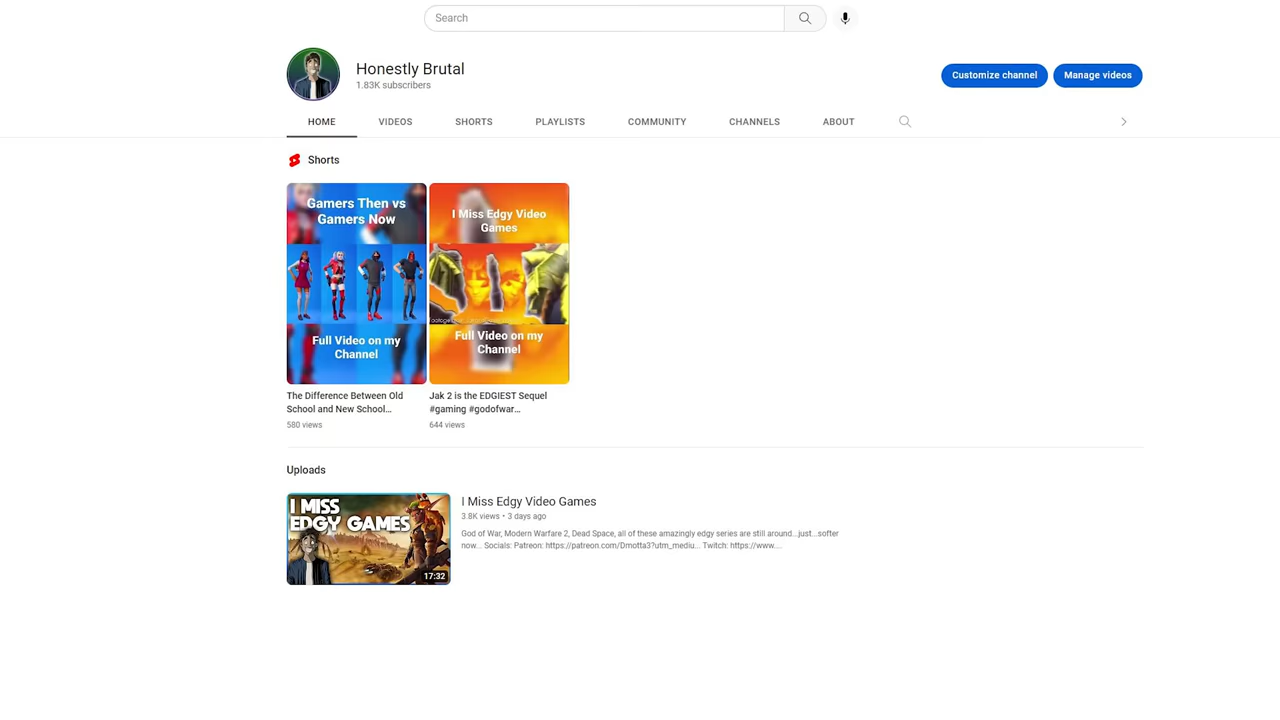 Search
Honestly Brutal
1.83K subscribers
Customize channel
Manage videos
HOME
VIDEOS
SHORTS
PLAYLISTS
COMMUNITY
CHANNELS
ABOUT
Shorts
Gamers Then vs
Gamers Now
Full Video on my
Channel
The Difference Between Old
School and New School...
580 views
I Miss Edgy Video
Games
Full Video on my
Channel
Jak 2 is the EDGIEST Sequel
#gaming #godofwar...
644 views
Uploads
I MISS
EDGY GAMES
17:32
I Miss Edgy Video Games
3.8K views • 3 days ago
God of War, Modern Warfare 2, Dead Space, all of these amazingly edgy series are still around...just...softer
now... Socials: Patreon: https://patreon.com/Dmotta3?utm_mediu... Twitch: https://www....